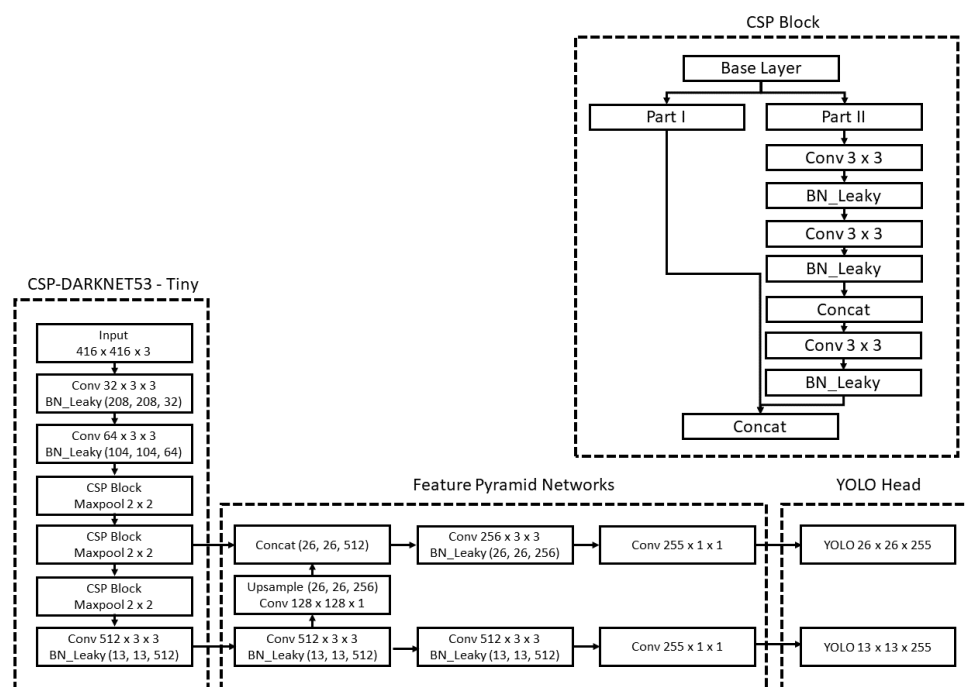 CSP Block
Base Layer
Part I
Part II
Conv 3 x 3
BN_Leaky
Conv 3 x 3
BN_Leaky
Concat
Conv 3 x 3
BN_Leaky
Concat
CSP-DARKNET53 - Tiny
Input
416 x 416 x 3
Conv 32 x 3 x 3
BN_Leaky (208, 208, 32)
Conv 64 x 3 x 3
BN_Leaky (104, 104, 64)
CSP Block
Maxpool 2 x 2
CSP Block
Maxpool 2 x 2
CSP Block
Maxpool 2 x 2
Conv 512 x 3 x 3
BN_Leaky (13, 13, 512)
Feature Pyramid Networks
Concat (26, 26, 512)
Conv 256 x 3 x 3
BN_Leaky (26, 26, 256)
Conv 255 x 1 x 1
Upsample (26, 26, 256)
Conv 128 x 128 x 1
Conv 512 x 3 x 3
BN_Leaky (13, 13, 512)
Conv 512 x 3 x 3
BN_Leaky (13, 13, 512)
Conv 255 x 1 x 1
YOLO Head
YOLO 26 x 26 x 255
YOLO 13 x 13 x 255